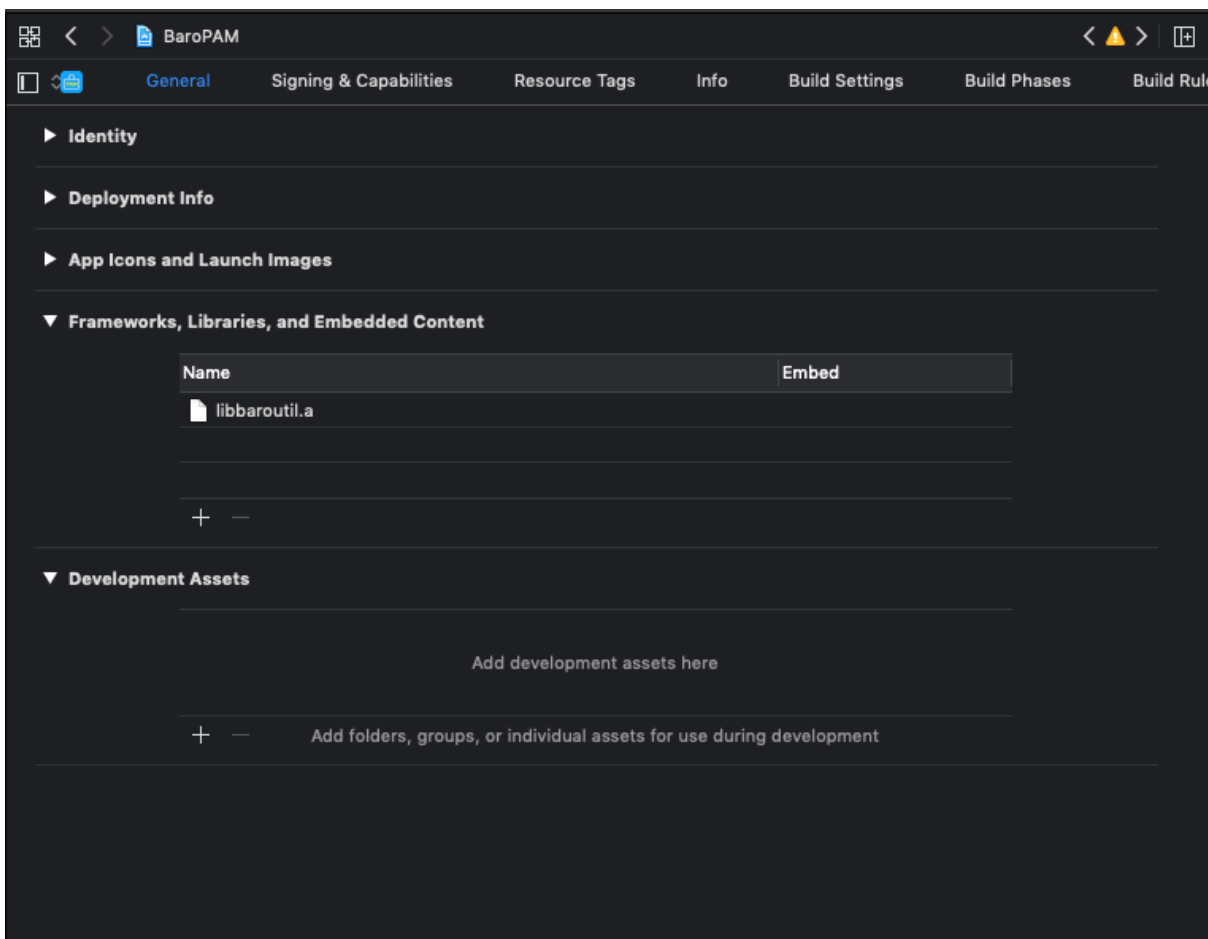 BaroPAM
General Signing & Capabilities Resource Tags Info Build Settings Build Phases Build Rul
Identity
Deployment Info
App Icons and Launch Images
Frameworks, Libraries, and Embedded Content
Name Embed
libbaroutil.a
Development Assets
Add development assets here
Add folders, groups, or individual assets for use during development